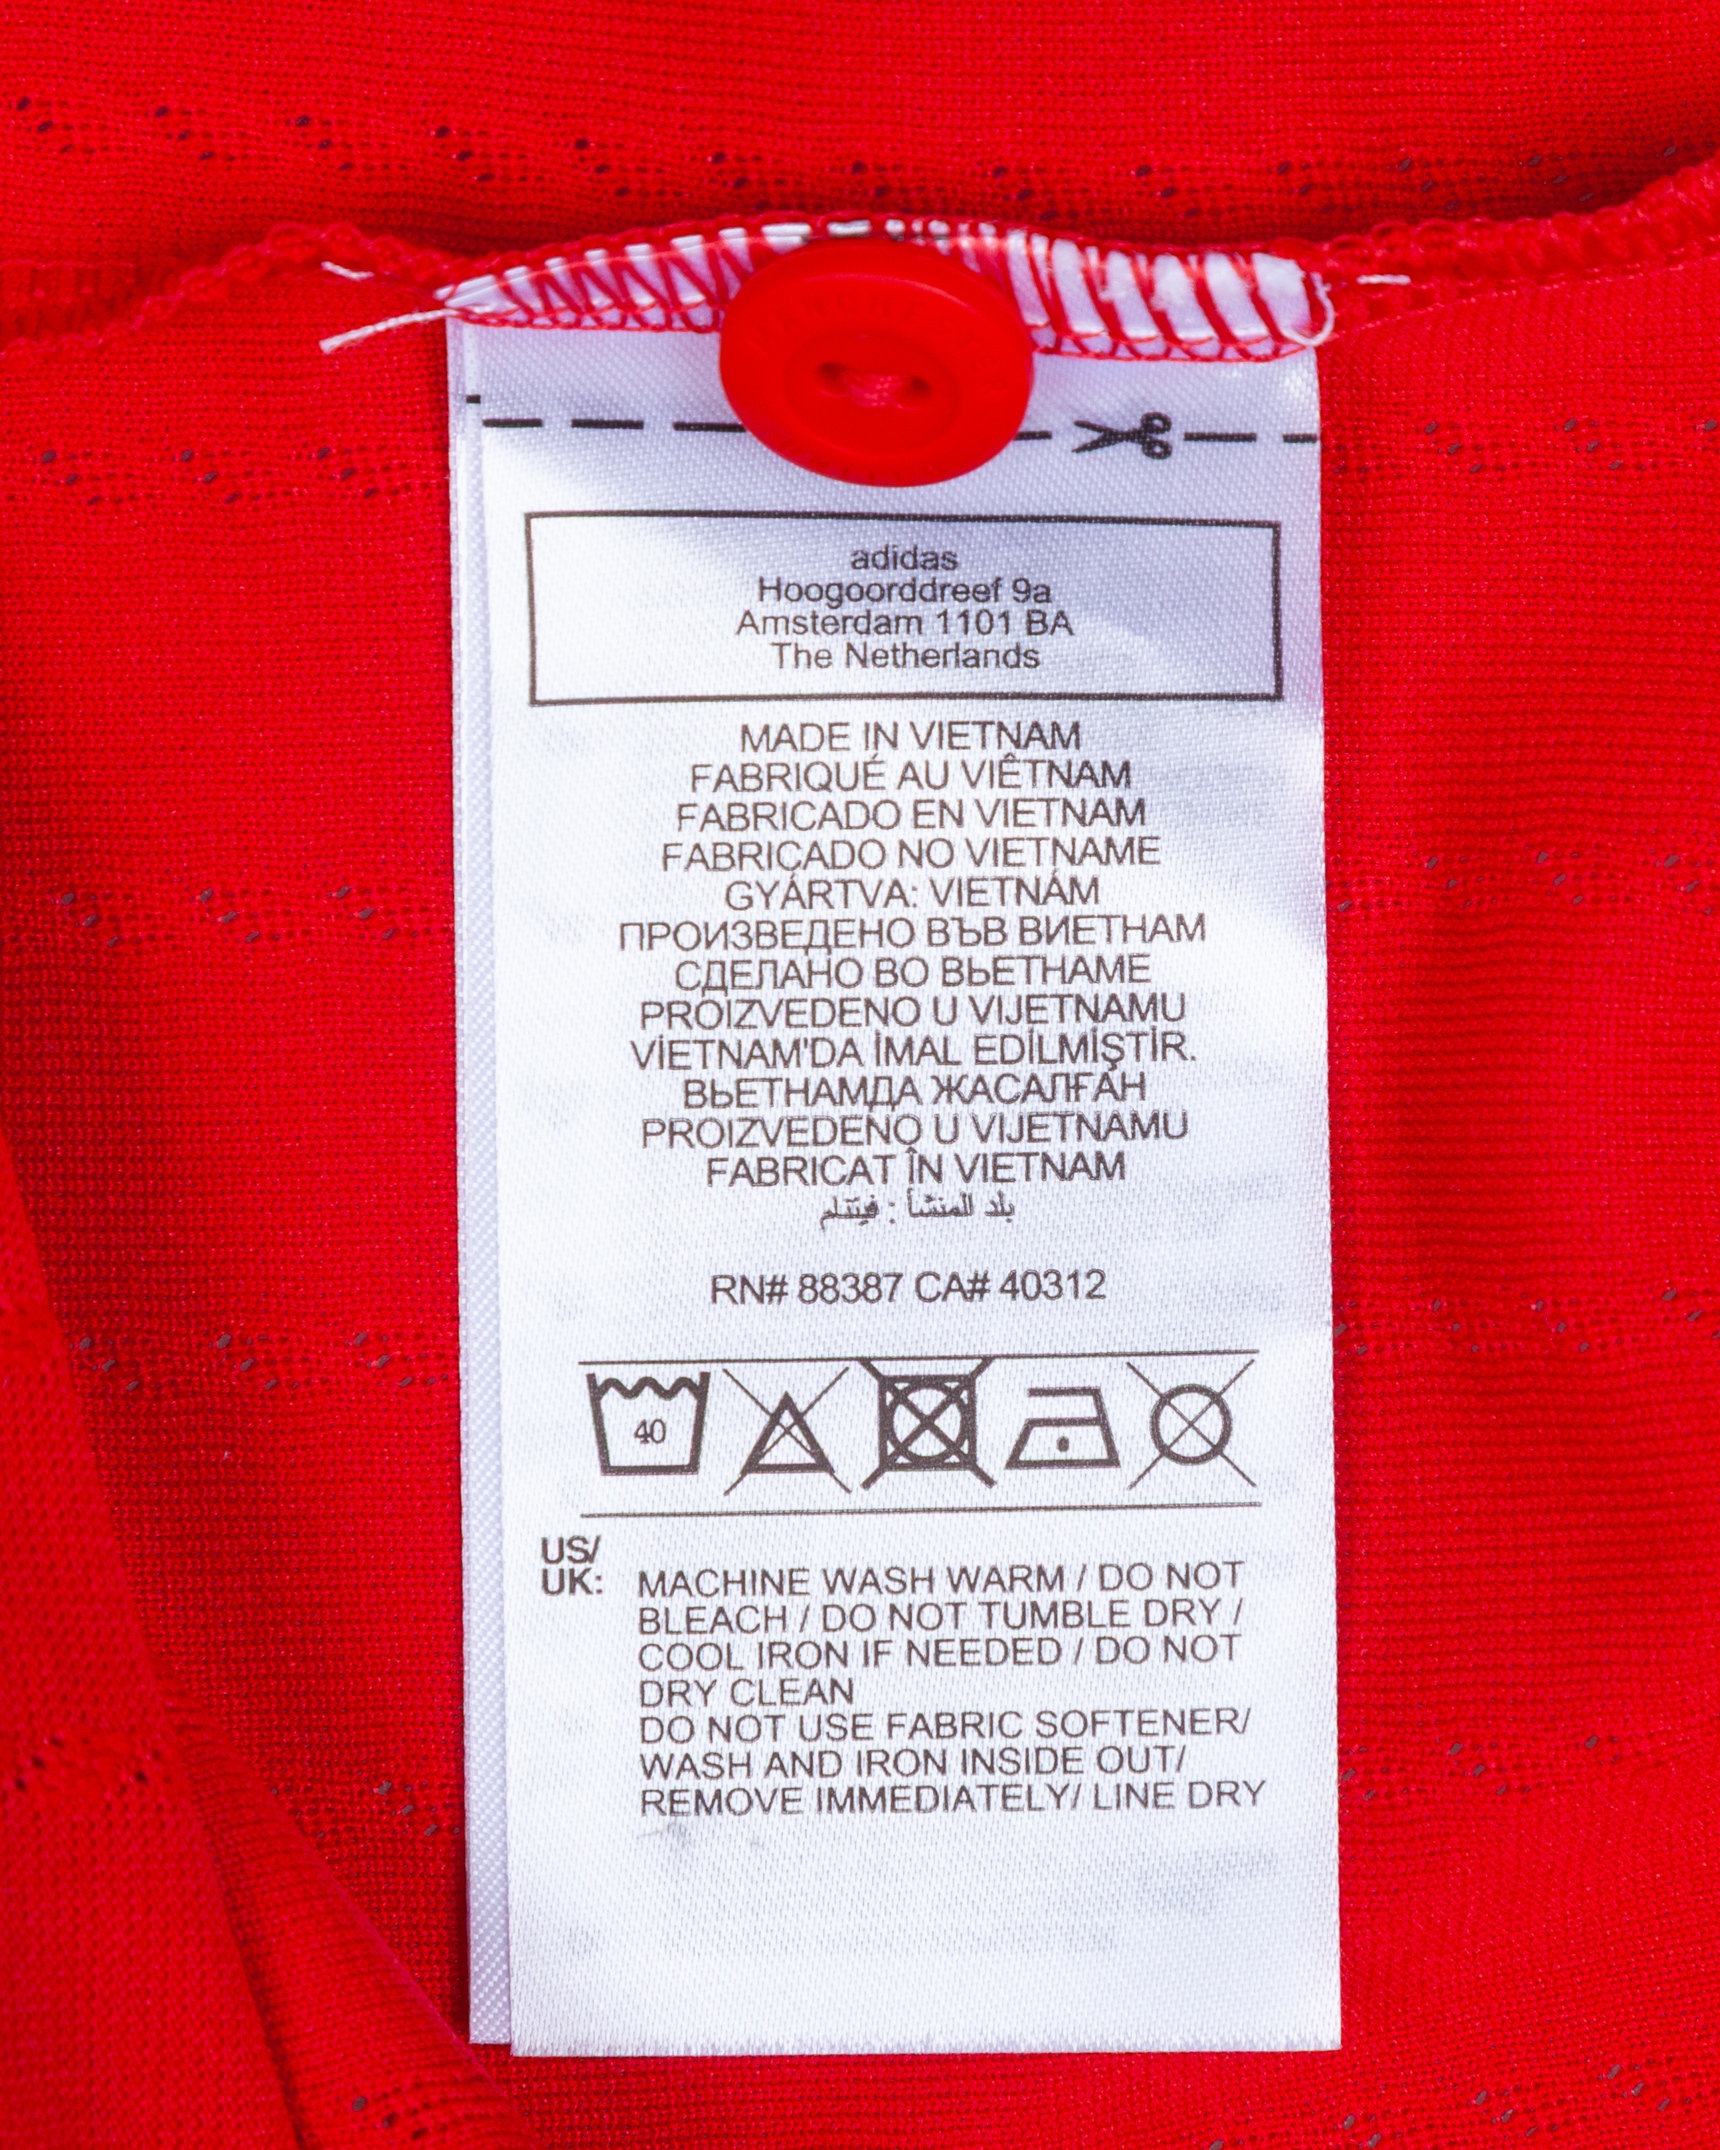 adidas
Hoogoorddreef 9a
Amsterdam 1101 BA
The Netherlands
MADE IN VIETNAM
FABRIQUÉ AU VIÊTNAM
FABRICADO EN VIETNAM
FABRICADO NO VIETNAME
GYÁRTVA: VIETNÁM
ПРОИЗВЕДЕНО ВЪВ ВИЕТНАМ
СДЕЛАНО ВО ВЬЕТНАМЕ
PROIZVEDENO U VIJETNAMU
VİETNAM'DA İMAL EDİLMİŞTİR.
ВЬЕТНАМДА ЖАСАЛҒАН
PROIZVEDENO U VIJETNAMU
FABRICAT ÎN VIETNAM
بلد المنشأ : فيتنام
RN# 88387 CA# 40312
40
US/
UK: MACHINE WASH WARM / DO NOT
BLEACH / DO NOT TUMBLE DRY /
COOL IRON IF NEEDED / DO NOT
DRY CLEAN
DO NOT USE FABRIC SOFTENER/
WASH AND IRON INSIDE OUT/
REMOVE IMMEDIATELY/ LINE DRY